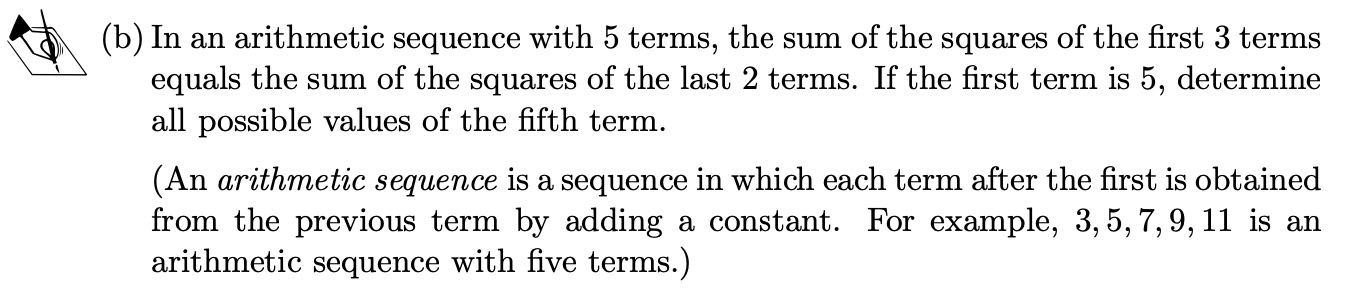 (b) In an arithmetic sequence with 5 terms, the sum of the squares of the first 3 terms
equals the sum of the squares of the last 2 terms. If the first term is 5, determine
all possible values of the fifth term.
(An arithmetic sequence is a sequence in which each term after the first is obtained
from the previous term by adding a constant. For example, 3, 5, 7, 9, 11 is an
arithmetic sequence with five terms.)